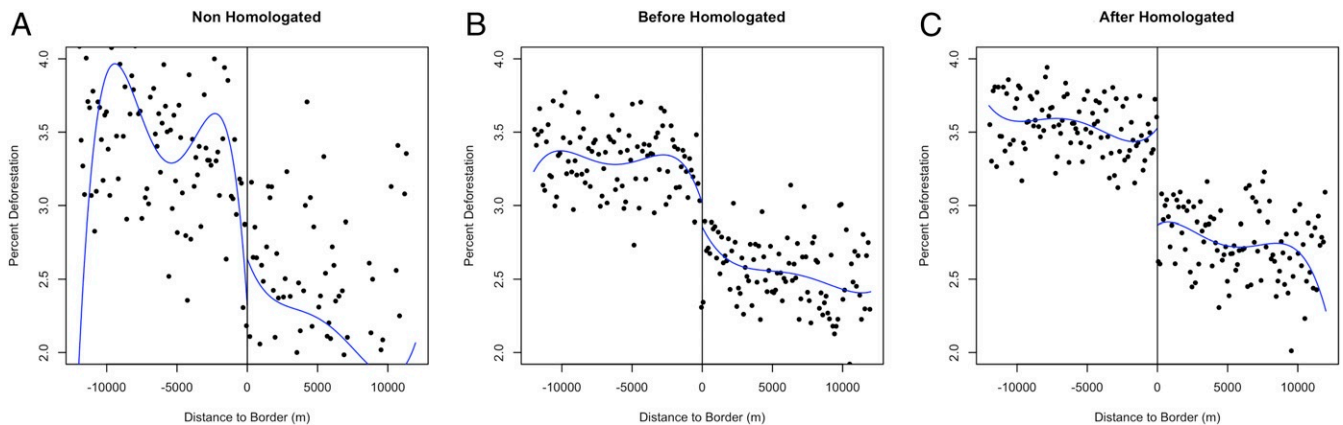 A
Non Homologated
Percent Deforestation
4.0
3.5
3.0
2.5
2.0
-10000 -5000 0 5000 10000
Distance to Border (m)
B
Before Homologated
Percent Deforestation
4.0
3.5
3.0
2.5
2.0
-10000 -5000 0 5000 10000
Distance to Border (m)
C
After Homologated
Percent Deforestation
4.0
3.5
3.0
2.5
2.0
-10000 -5000 0 5000 10000
Distance to Border (m)